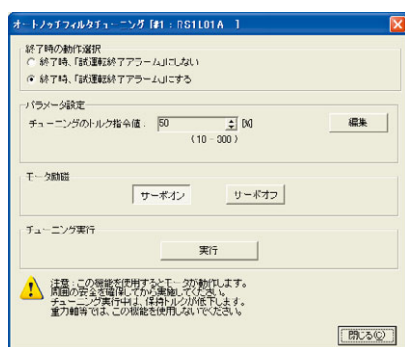 オートノッチフィルタチューニング [#1 : RS1L01A ]
終了時の動作選択
終了時、「試運転終了アラーム」にしない
終了時、「試運転終了アラーム」にする
パラメータ設定
チューニングのトルク指令値 : 50 [%] 編集
(10 - 300)
モータ励磁
サーボオン サーボオフ
チューニング実行
実行
注意 : この機能を使用するとモータが動作します。
周囲の安全を確保してから実施してください。
チューニング実行中は、保持トルクが低下します。
重力軸等では、この機能を使用しないでください。
閉じる(C)